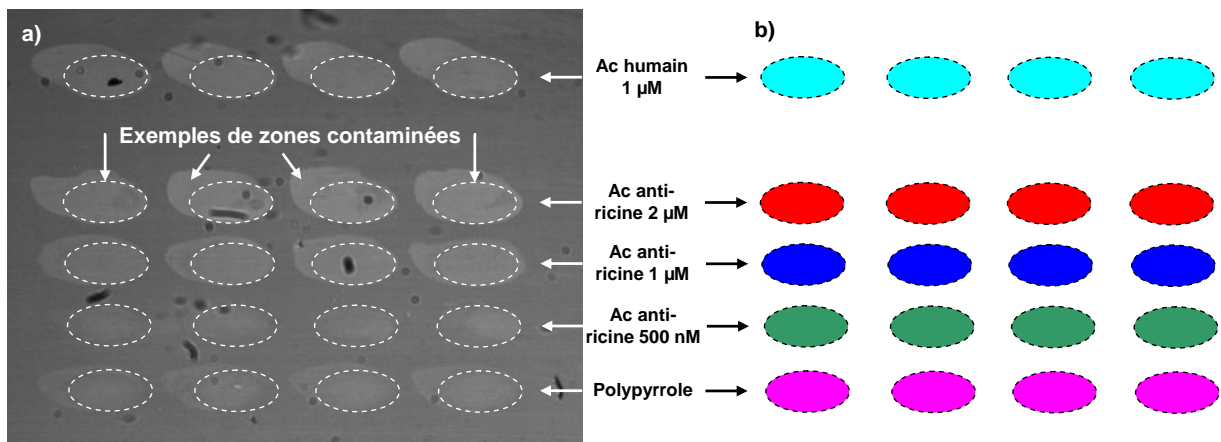 a)
b)
Ac humain
1 µM
Exemples de zones contaminées
Ac anti-
ricine 2 µM
Ac anti-
ricine 1 µM
Ac anti-
ricine 500 nM
Polypyrrole